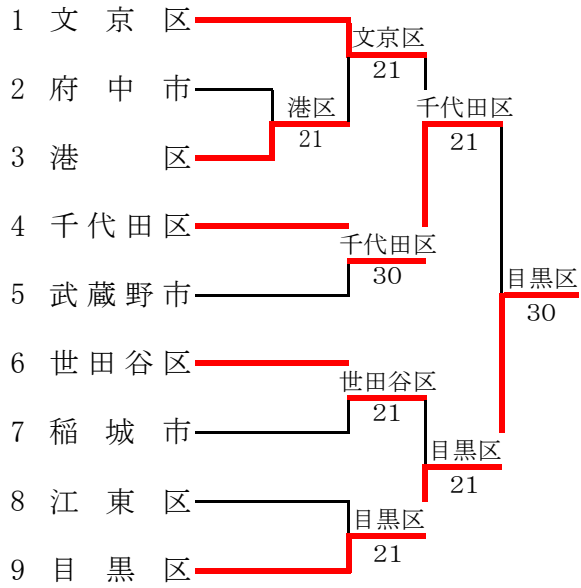 1 文京区
2 府中市
3 港区
4 千代田区
5 武蔵野市
6 世田谷区
7 稲城市
8 江東区
9 目黒区
港区
21
文京区
21
千代田区
30
世田谷区
21
目黒区
21
千代田区
21
目黒区
21
目黒区
30